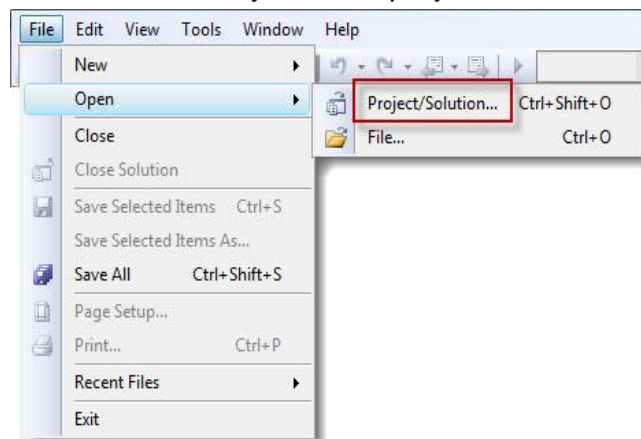 File Edit View Tools Window Help
New
Open
Project/Solution... Ctrl+Shift+O
Close
File... Ctrl+O
Close Solution
Save Selected Items Ctrl+S
Save Selected Items As...
Save All Ctrl+Shift+S
Page Setup...
Print... Ctrl+P
Recent Files
Exit